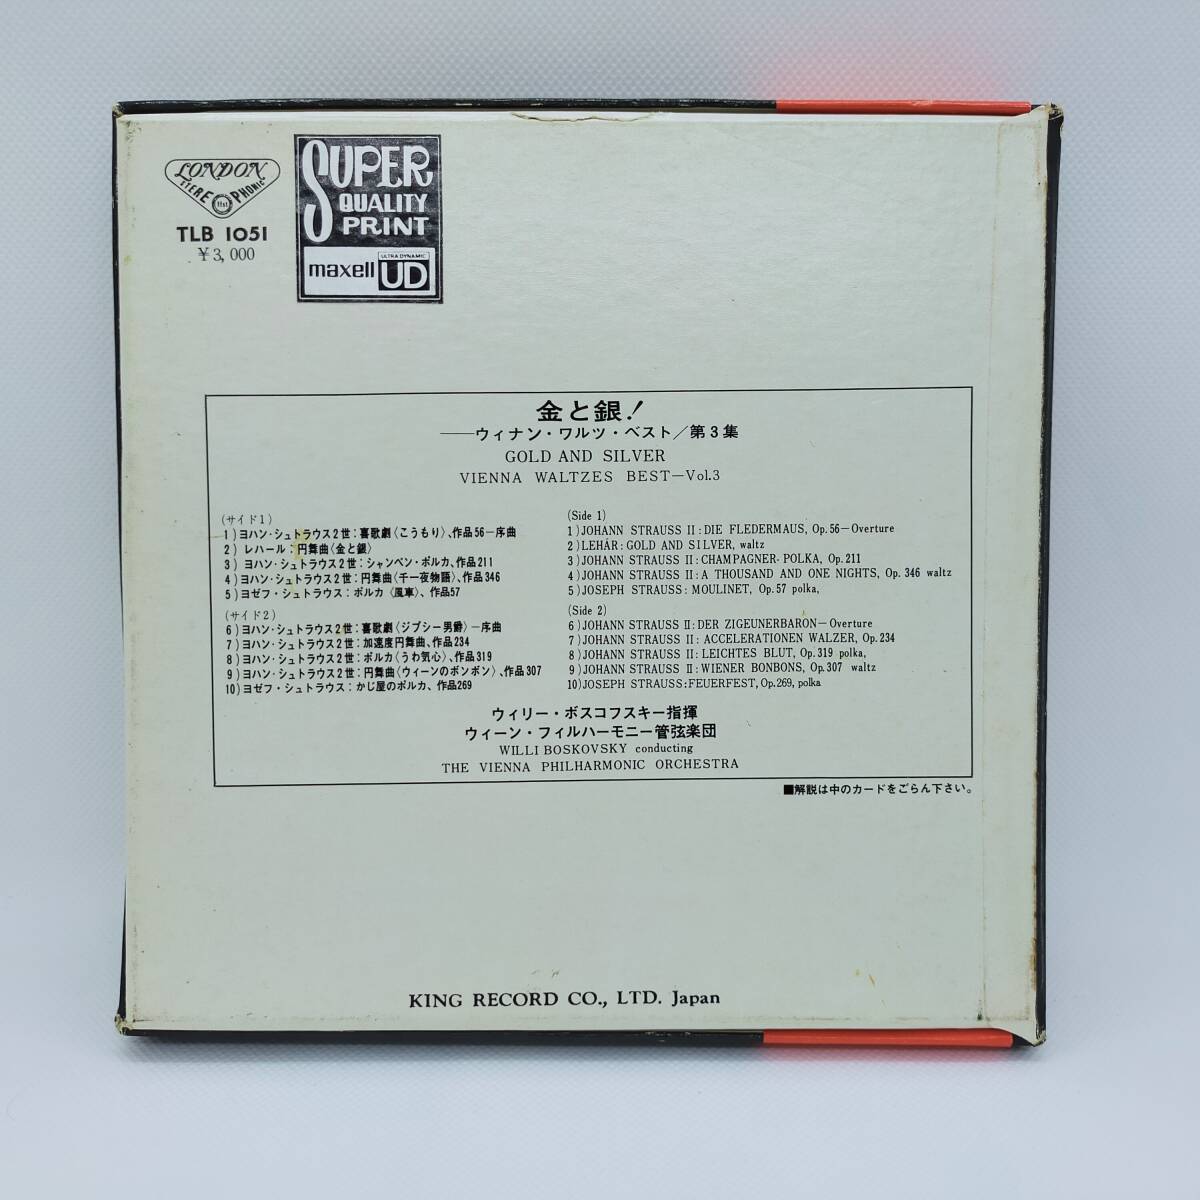 LONDON
STEREOPHONIC
ffss
TLB 1051
¥3,000
SUPER
QUALITY
PRINT
maxell
ULTRA DYNAMIC
UD
金と銀!
——ウィナン・ワルツ・ベスト/第3集
GOLD AND SILVER
VIENNA WALTZES BEST—Vol.3
(サイド1)
1) ヨハン・シュトラウス2世:喜歌劇〈こうもり〉、作品56—序曲
2) レハール:円舞曲〈金と銀〉
3) ヨハン・シュトラウス2世:シャンペン・ポルカ、作品211
4) ヨハン・シュトラウス2世:円舞曲〈千一夜物語〉、作品346
5) ヨゼフ・シュトラウス:ポルカ〈風車〉、作品57
(サイド2)
6) ヨハン・シュトラウス2世:喜歌劇〈ジプシー男爵〉—序曲
7) ヨハン・シュトラウス2世:加速度円舞曲、作品234
8) ヨハン・シュトラウス2世:ポルカ〈うわ気心〉、作品319
9) ヨハン・シュトラウス2世:円舞曲〈ウィーンのボンボン〉、作品307
10) ヨゼフ・シュトラウス:かじ屋のポルカ、作品269
(Side 1)
1) JOHANN STRAUSS II: DIE FLEDERMAUS, Op.56—Overture
2) LEHÁR: GOLD AND SILVER, waltz
3) JOHANN STRAUSS II: CHAMPAGNER-POLKA, Op.211
4) JOHANN STRAUSS II: A THOUSAND AND ONE NIGHTS, Op. 346 waltz
5) JOSEPH STRAUSS: MOULINET, Op.57 polka,
(Side 2)
6) JOHANN STRAUSS II: DER ZIGEUNERBARON—Overture
7) JOHANN STRAUSS II: ACCELERATIONEN WALZER, Op.234
8) JOHANN STRAUSS II: LEICHTES BLUT, Op.319 polka,
9) JOHANN STRAUSS II: WIENER BONBONS, Op.307 waltz
10) JOSEPH STRAUSS: FEUERFEST, Op.269, polka
ウィリー・ボスコフスキー指揮
ウィーン・フィルハーモニー管弦楽団
WILLI BOSKOVSKY conducting
THE VIENNA PHILHARMONIC ORCHESTRA
■解説は中のカードをごらん下さい。
KING RECORD CO., LTD. Japan